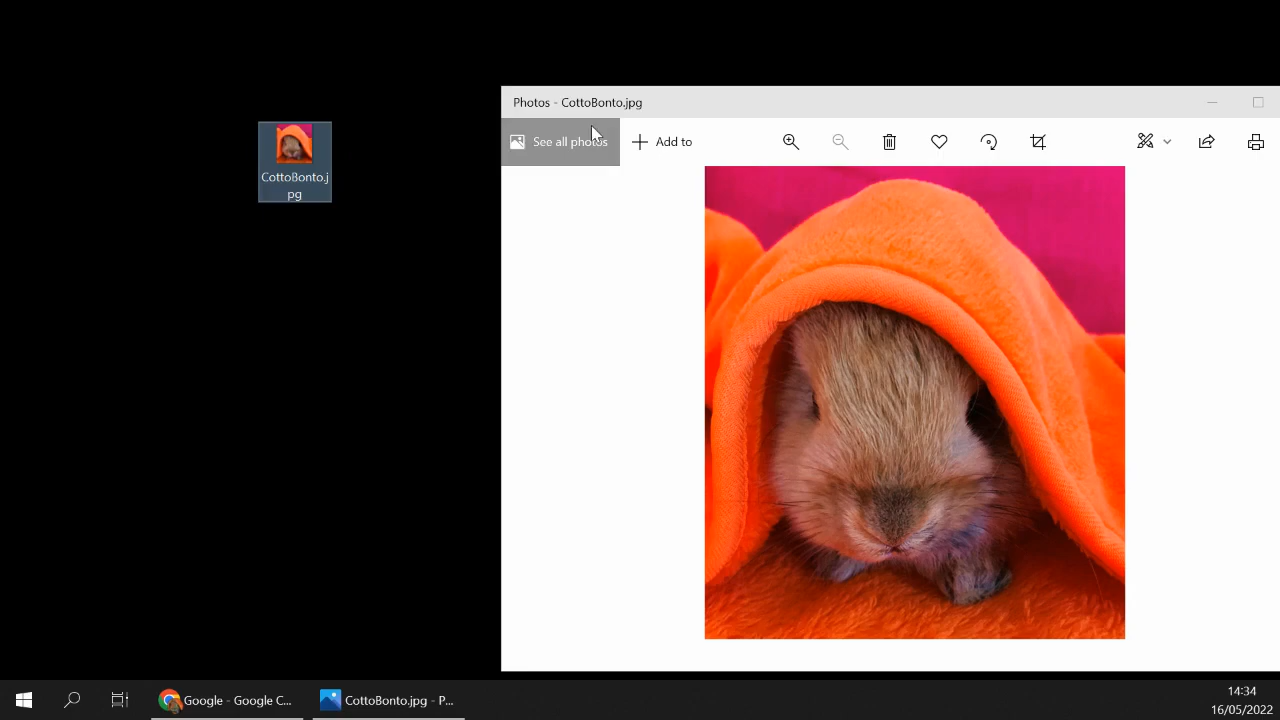 Photos - CottoBonto.jpg
See all photos
Add to
CottoBonto.j
pg
Google - Google C...
CottoBonto.jpg - P...
14:34
16/05/2022